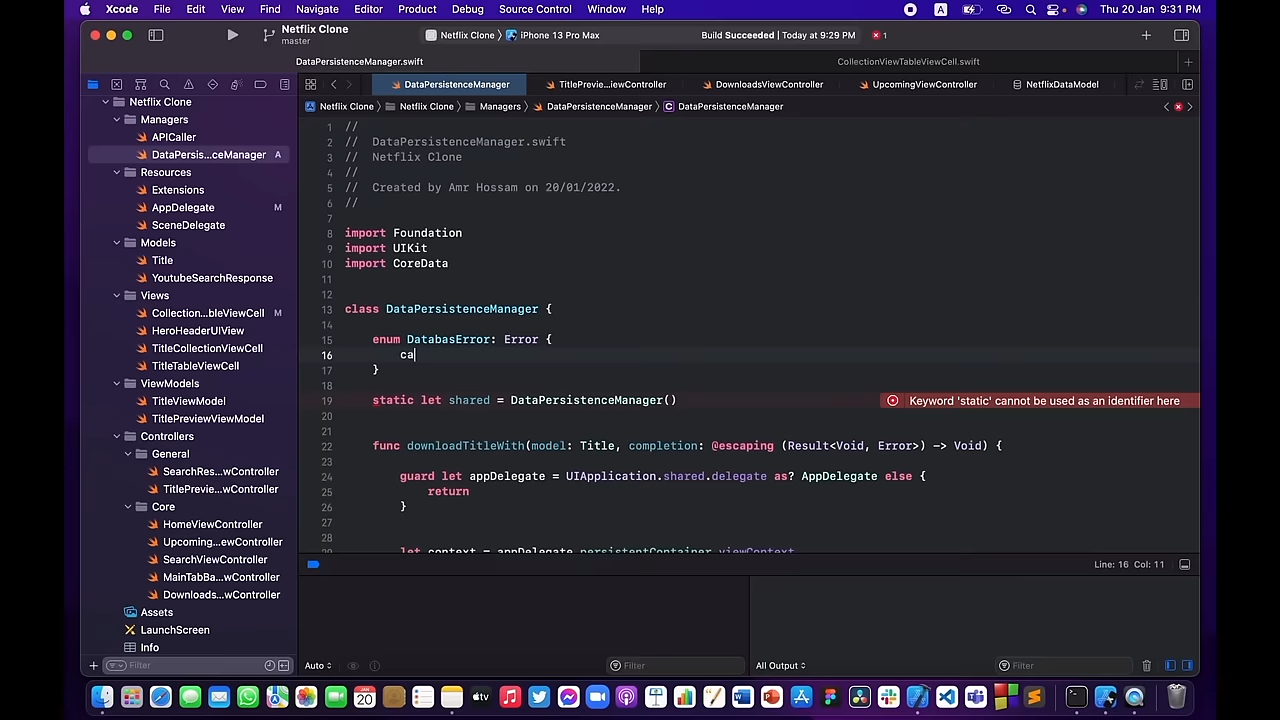 Xcode File Edit View Find Navigate Editor Product Debug Source Control Window Help A Thu 20 Jan 9:31 PM
Netflix Clone
master
Netflix Clone iPhone 13 Pro Max Build Succeeded | Today at 9:29 PM 1
DataPersistenceManager.swift CollectionViewTableViewCell.swift
DataPersistenceManager TitlePrevie...iewController DownloadsViewController UpcomingViewController NetflixDataModel
Netflix Clone Netflix Clone Managers DataPersistenceManager C DataPersistenceManager
Netflix Clone
Managers
APICaller
DataPersis...ceManager A
Resources
Extensions
AppDelegate M
SceneDelegate
Models
Title
YoutubeSearchResponse
Views
Collection...bleViewCell M
HeroHeaderUIView
TitleCollectionViewCell
TitleTableViewCell
ViewModels
TitleViewModel
TitlePreviewViewModel
Controllers
General
SearchRes...wController
TitlePrevie...wController
Core
HomeViewController
Upcoming...ewController
SearchViewController
MainTabBa...wController
Downloads...wController
Assets
LaunchScreen
Info
Filter
1 //
2 // DataPersistenceManager.swift
3 // Netflix Clone
4 //
5 // Created by Amr Hossam on 20/01/2022.
6 //
7
8 import Foundation
9 import UIKit
10 import CoreData
11
12
13 class DataPersistenceManager {
14
15 enum DatabasError: Error {
16 ca
17 }
18
19 static let shared = DataPersistenceManager() Keyword 'static' cannot be used as an identifier here
20
21
22 func downloadTitleWith(model: Title, completion: @escaping (Result<Void, Error>) -> Void) {
23
24 guard let appDelegate = UIApplication.shared.delegate as? AppDelegate else {
25 return
26 }
27
28
29 let context = appDelegate.persistentContainer.viewContext
Line: 16 Col: 11
Auto Filter All Output Filter
JAN
20
tv